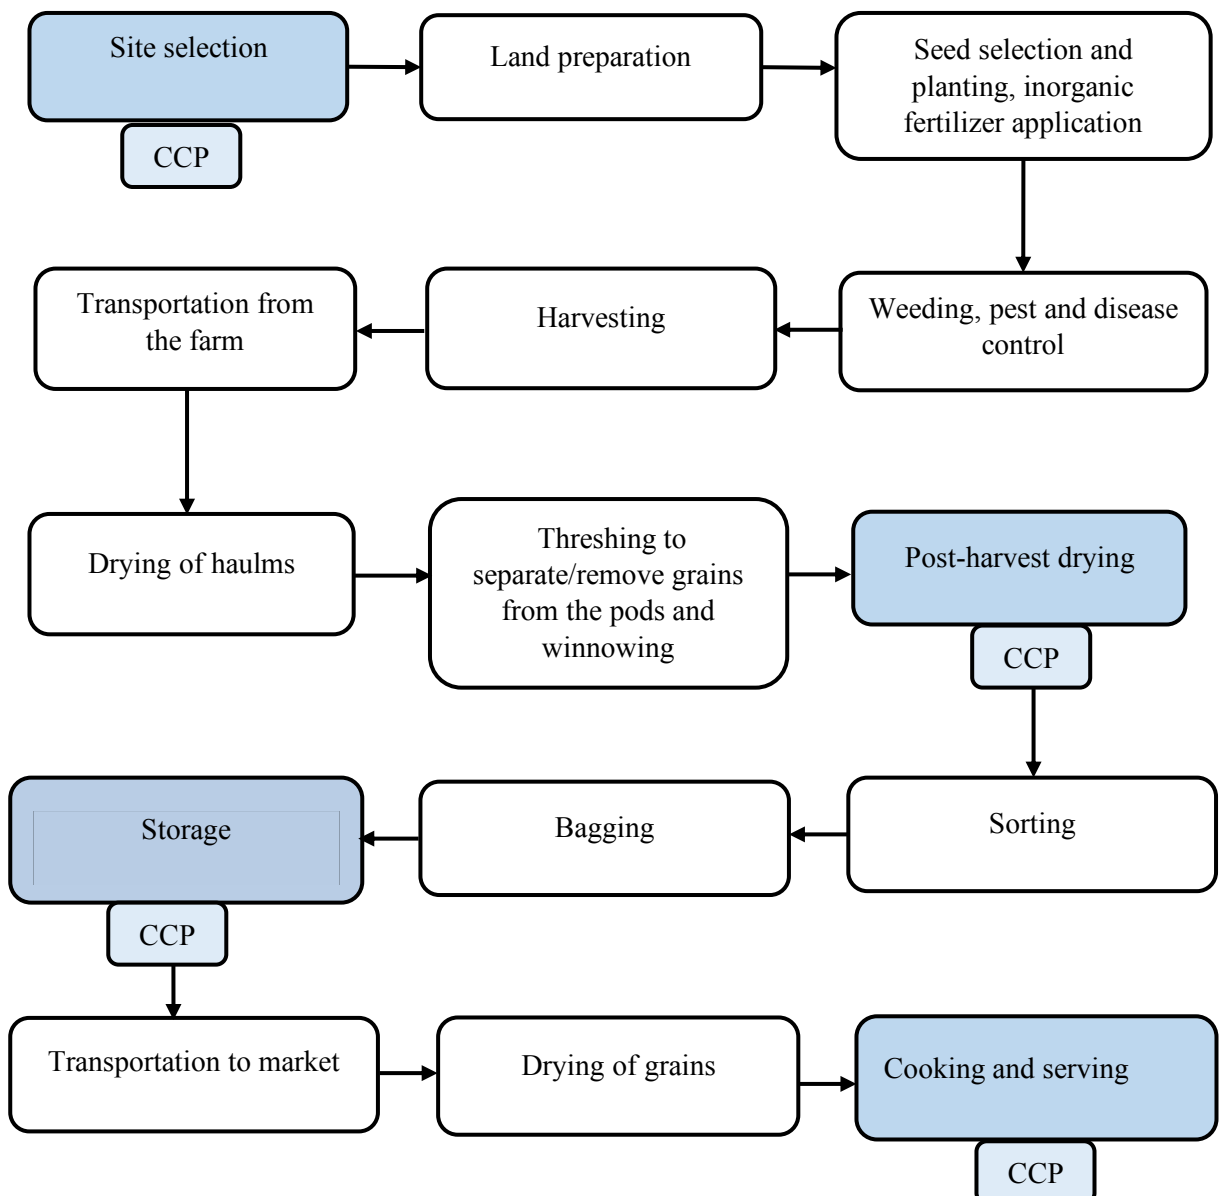 Site selection
CCP
Land preparation
Seed selection and
planting, inorganic
fertilizer application
Transportation from
the farm
Harvesting
Weeding, pest and disease
control
Drying of haulms
Threshing to
separate/remove grains
from the pods and
winnowing
Post-harvest drying
CCP
Storage
CCP
Bagging
Sorting
Transportation to market
Drying of grains
Cooking and serving
CCP